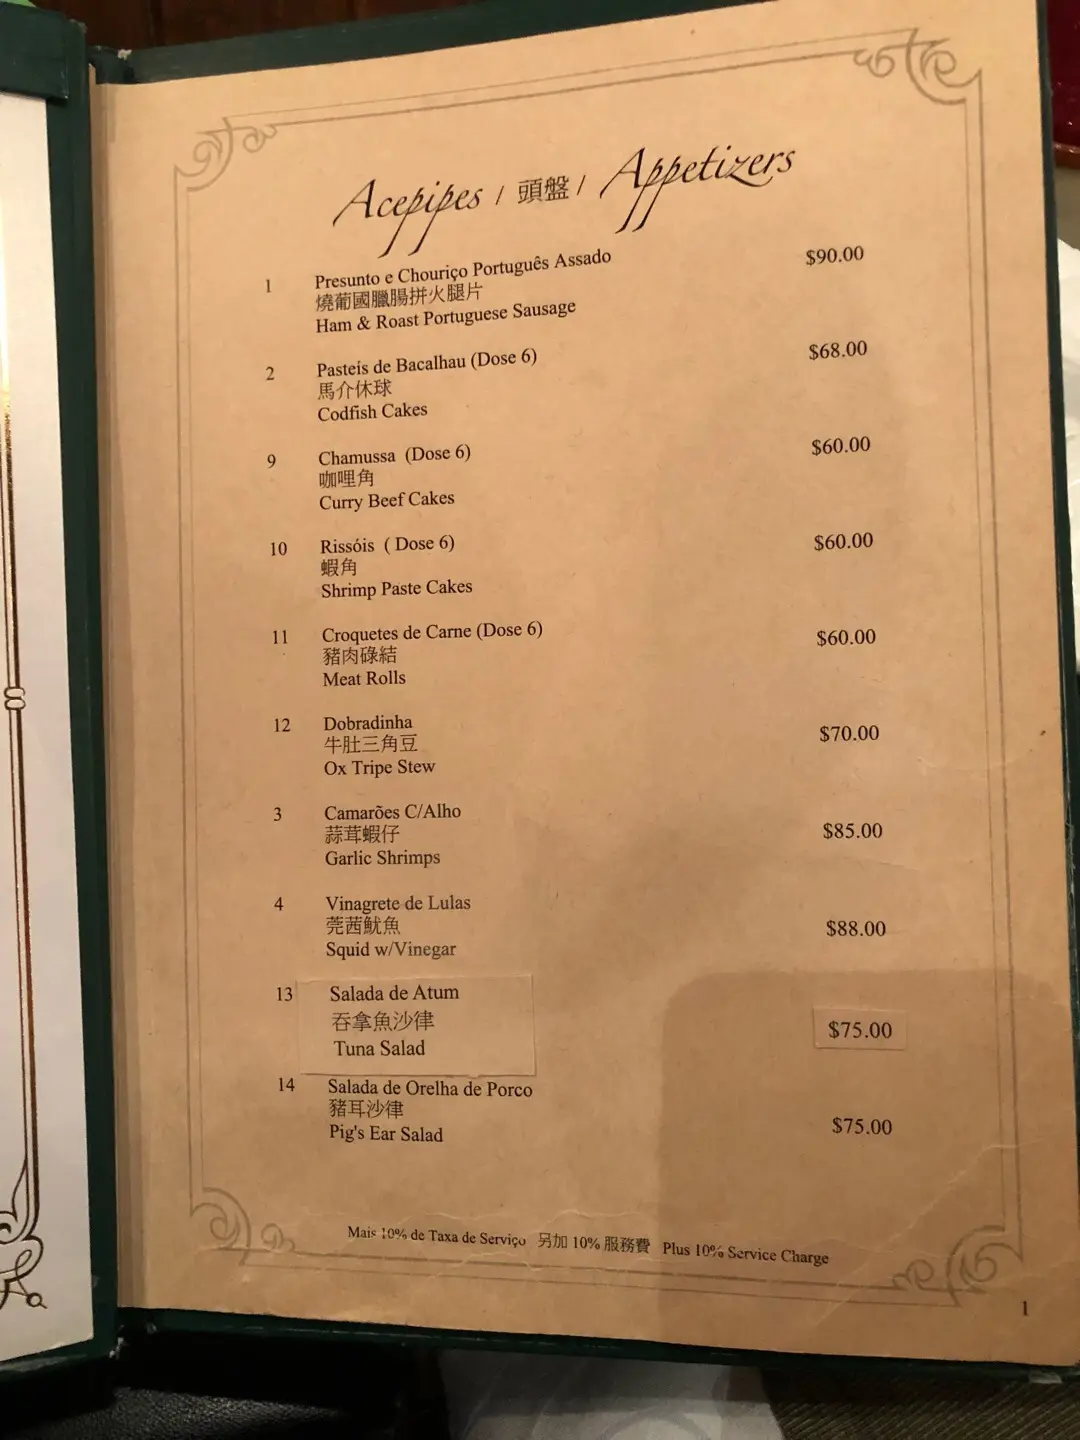 Acepipes / 頭盤 / Appetizers
1 Presunto e Chouriço Português Assado $90.00
燒葡國臘腸拼火腿片
Ham & Roast Portuguese Sausage
2 Pasteis de Bacalhau (Dose 6) $68.00
馬介休球
Codfish Cakes
9 Chamussa (Dose 6) $60.00
咖哩角
Curry Beef Cakes
10 Rissóis ( Dose 6) $60.00
蝦角
Shrimp Paste Cakes
11 Croquetes de Carne (Dose 6) $60.00
豬肉碌結
Meat Rolls
12 Dobradinha $70.00
牛肚三角豆
Ox Tripe Stew
3 Camarões C/Alho $85.00
蒜茸蝦仔
Garlic Shrimps
4 Vinagrete de Lulas $88.00
莞茜魷魚
Squid w/Vinegar
13 Salada de Atum $75.00
吞拿魚沙律
Tuna Salad
14 Salada de Orelha de Porco $75.00
豬耳沙律
Pig's Ear Salad
Mais 10% de Taxa de Serviço 另加 10% 服務費 Plus 10% Service Charge
1